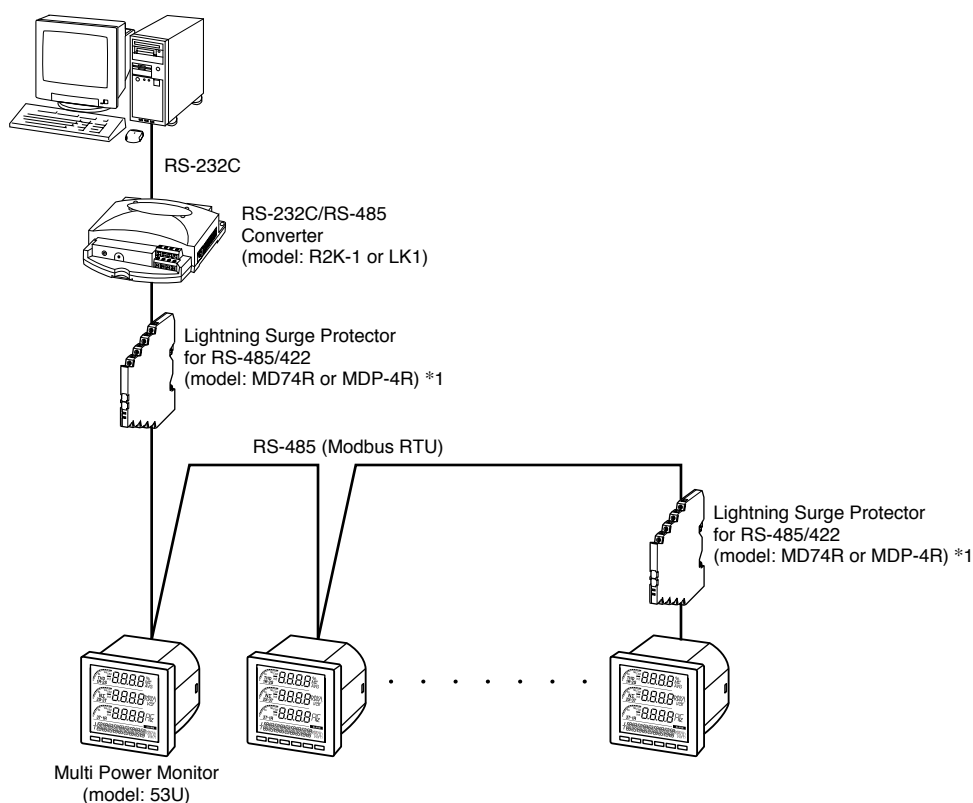 RS-232C
RS-232C/RS-485
Converter
(model: R2K-1 or LK1)
Lightning Surge Protector
for RS-485/422
(model: MD74R or MDP-4R) *1
RS-485 (Modbus RTU)
Lightning Surge Protector
for RS-485/422
(model: MD74R or MDP-4R) *1
Multi Power Monitor
(model: 53U)